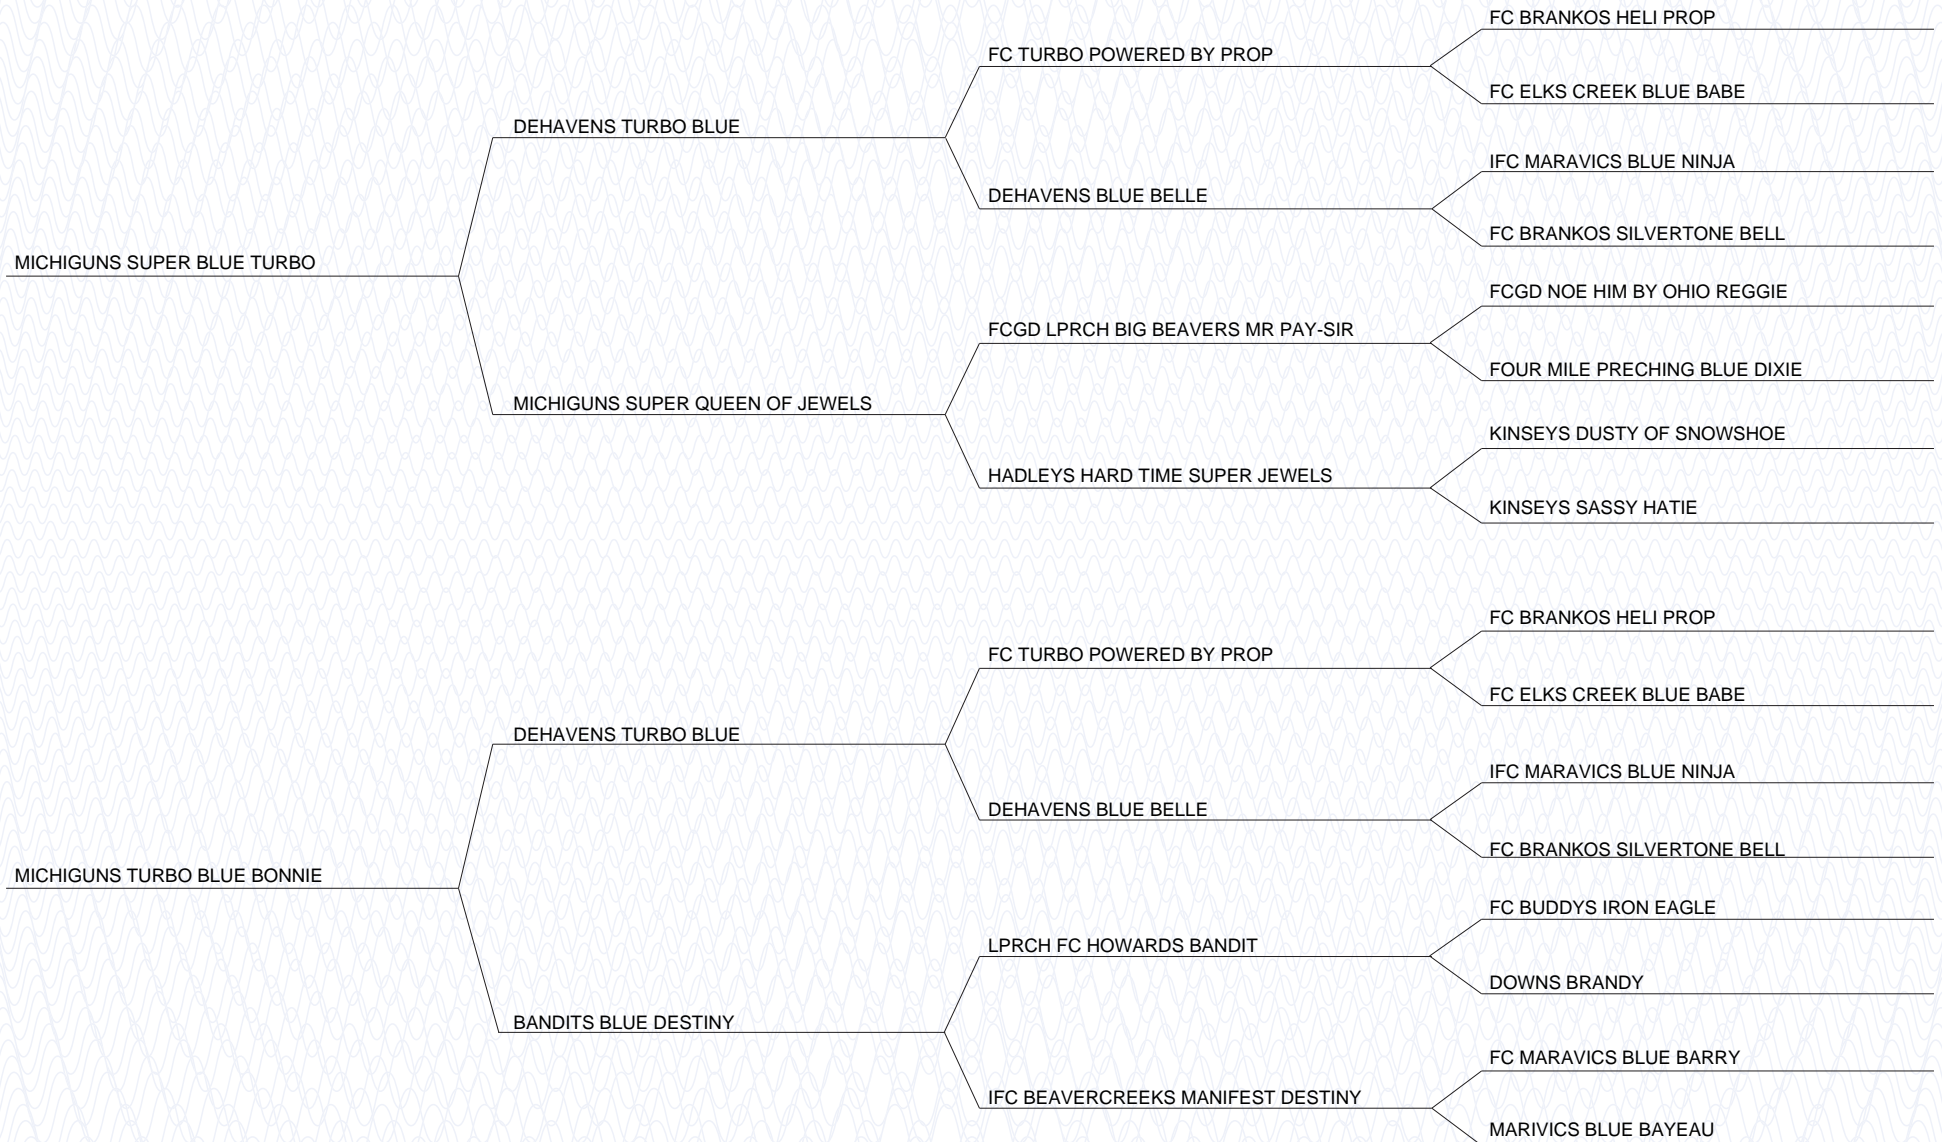 FC BRANKOS HELI PROP
FC TURBO POWERED BY PROP
FC ELKS CREEK BLUE BABE
DEHAVENS TURBO BLUE
IFC MARAVICS BLUE NINJA
DEHAVENS BLUE BELLE
FC BRANKOS SILVERTONE BELL
MICHIGUNS SUPER BLUE TURBO
FCGD NOE HIM BY OHIO REGGIE
FCGD LPRCH BIG BEAVERS MR PAY-SIR
FOUR MILE PRECHING BLUE DIXIE
MICHIGUNS SUPER QUEEN OF JEWELS
KINSEYS DUSTY OF SNOWSHOE
HADLEYS HARD TIME SUPER JEWELS
KINSEYS SASSY HATIE
FC BRANKOS HELI PROP
FC TURBO POWERED BY PROP
FC ELKS CREEK BLUE BABE
DEHAVENS TURBO BLUE
IFC MARAVICS BLUE NINJA
DEHAVENS BLUE BELLE
FC BRANKOS SILVERTONE BELL
MICHIGUNS TURBO BLUE BONNIE
FC BUDDYS IRON EAGLE
LPRCH FC HOWARDS BANDIT
DOWNS BRANDY
BANDITS BLUE DESTINY
FC MARAVICS BLUE BARRY
IFC BEAVERCREEKS MANIFEST DESTINY
MARIVICS BLUE BAYEAU